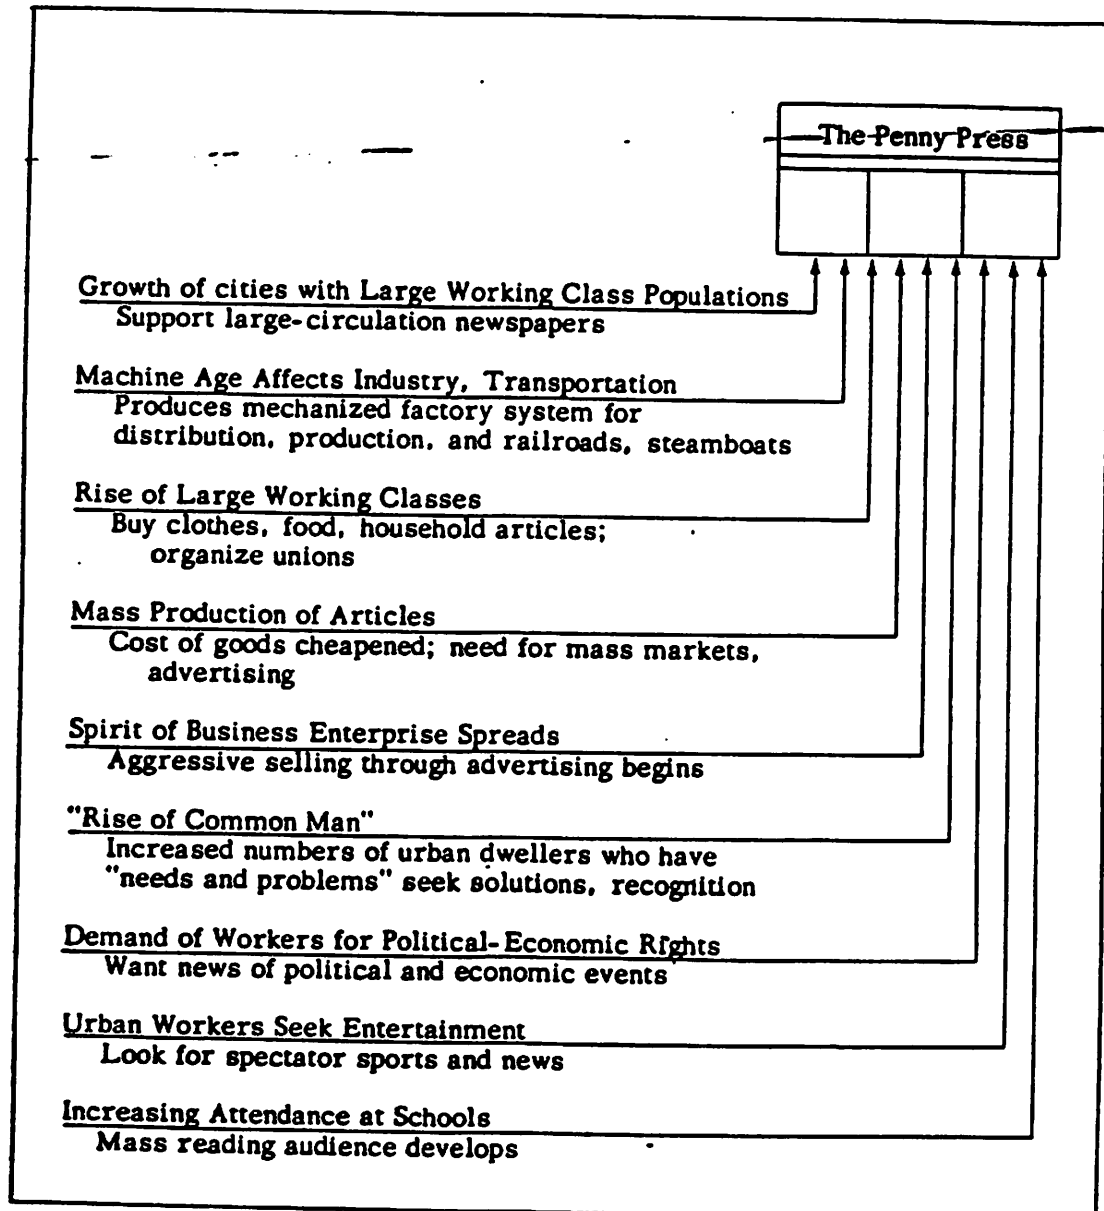 The Penny Press
Growth of cities with Large Working Class Populations
Support large-circulation newspapers
Machine Age Affects Industry, Transportation
Produces mechanized factory system for
distribution, production, and railroads, steamboats
Rise of Large Working Classes
Buy clothes, food, household articles;
organize unions
Mass Production of Articles
Cost of goods cheapened; need for mass markets,
advertising
Spirit of Business Enterprise Spreads
Aggressive selling through advertising begins
"Rise of Common Man"
Increased numbers of urban dwellers who have
"needs and problems" seek solutions, recognition
Demand of Workers for Political-Economic Rights
Want news of political and economic events
Urban Workers Seek Entertainment
Look for spectator sports and news
Increasing Attendance at Schools
Mass reading audience develops